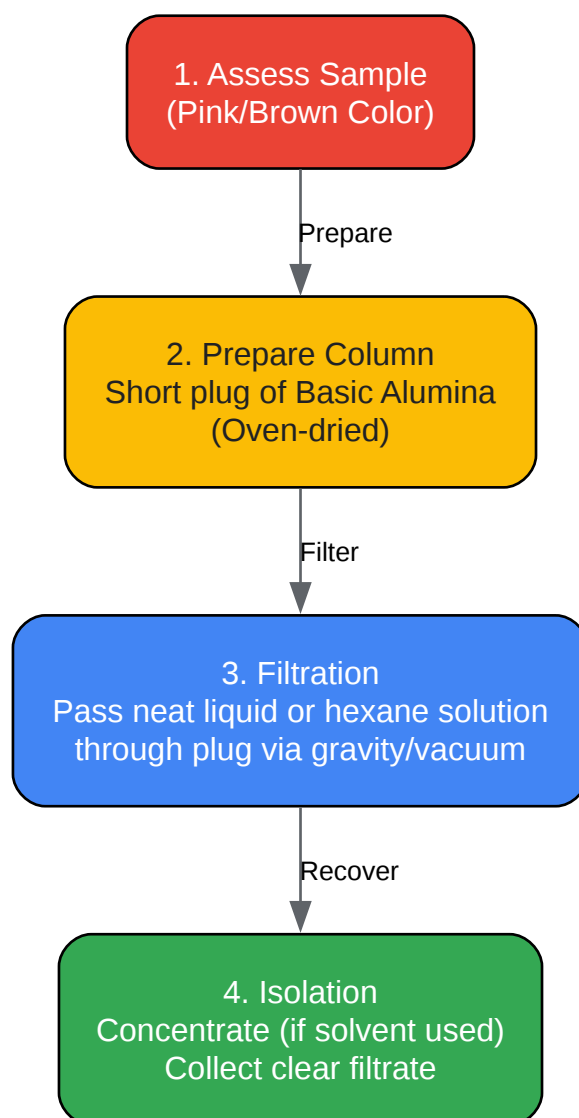 1. Assess Sample
(Pink/Brown Color)
Prepare
2. Prepare Column
Short plug of Basic Alumina
(Oven-dried)
Filter
3. Filtration
Pass neat liquid or hexane solution
through plug via gravity/vacuum
Recover
4. Isolation
Concentrate (if solvent used)
Collect clear filtrate